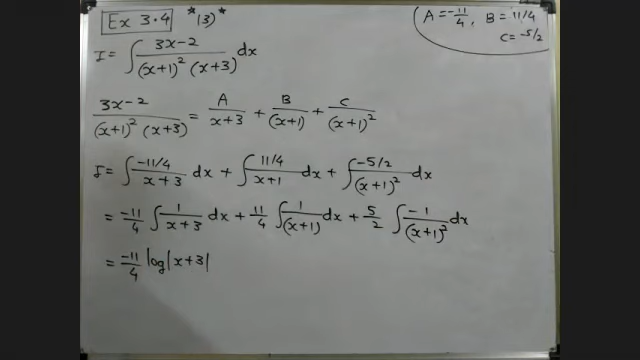 Ex 3.4 *(3)*
A = -11/4, B = 11/4
C = -5/2
I = ∫ 3x-2 / (x+1)² (x+3) dx
3x-2 / (x+1)² (x+3) = A / x+3 + B / (x+1) + C / (x+1)²
I = ∫ -11/4 / x+3 dx + ∫ 11/4 / x+1 dx + ∫ -5/2 / (x+1)² dx
= -11/4 ∫ 1 / x+3 dx + 11/4 ∫ 1 / (x+1) dx + 5/2 ∫ -1 / (x+1)² dx
= -11/4 log|x+3|